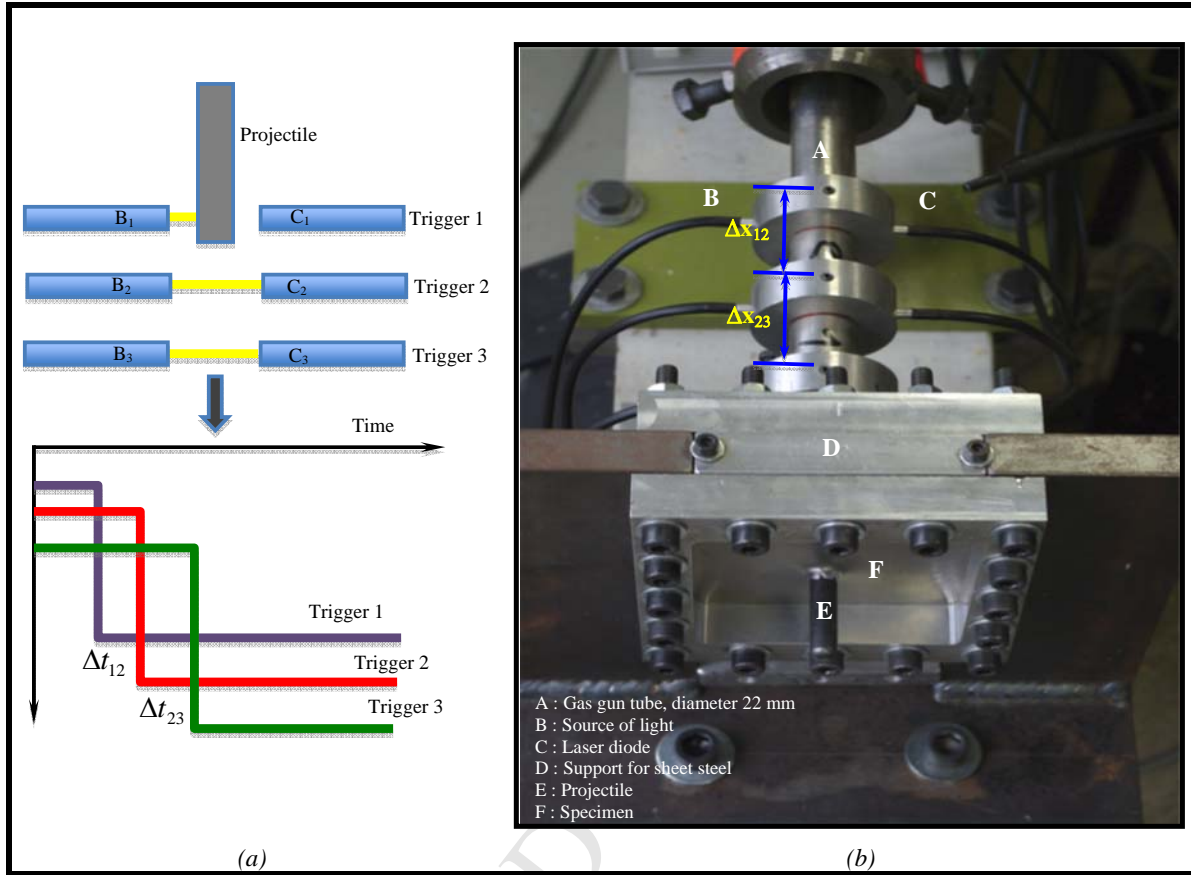 Projectile
B1 C1 Trigger 1
B2 C2 Trigger 2
B3 C3 Trigger 3
Time
Trigger 1
Δt12
Trigger 2
Δt23
Trigger 3
(a)
A
B
C
Δx12
Δx23
D
F
E
A : Gas gun tube, diameter 22 mm
B : Source of light
C : Laser diode
D : Support for sheet steel
E : Projectile
F : Specimen
(b)
D